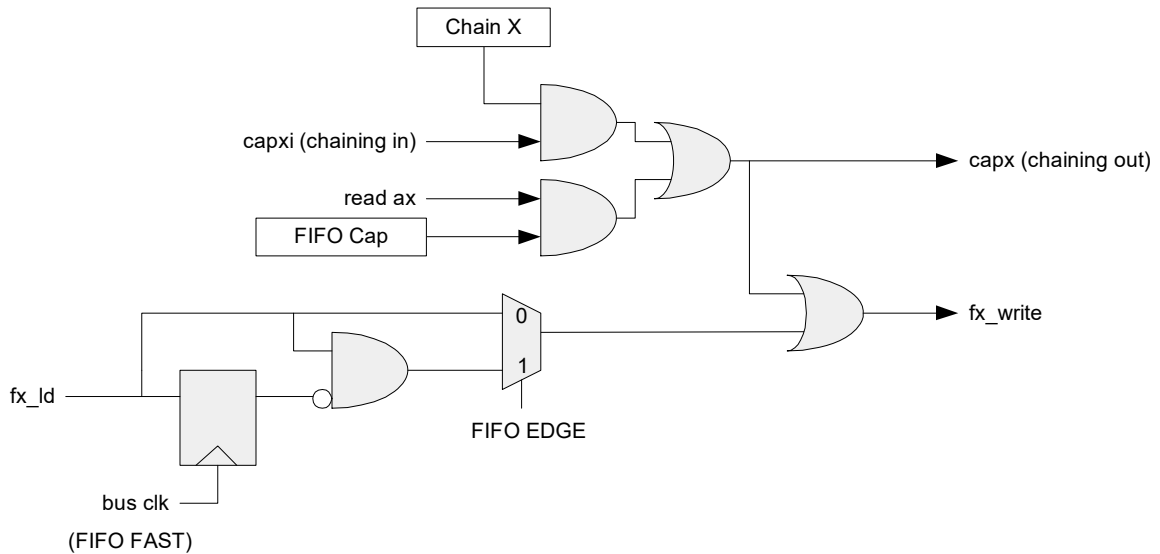 Chain X
capxi (chaining in)
capx (chaining out)
read ax
FIFO Cap
0
fx_write
1
fx_ld
FIFO EDGE
bus clk
(FIFO FAST)